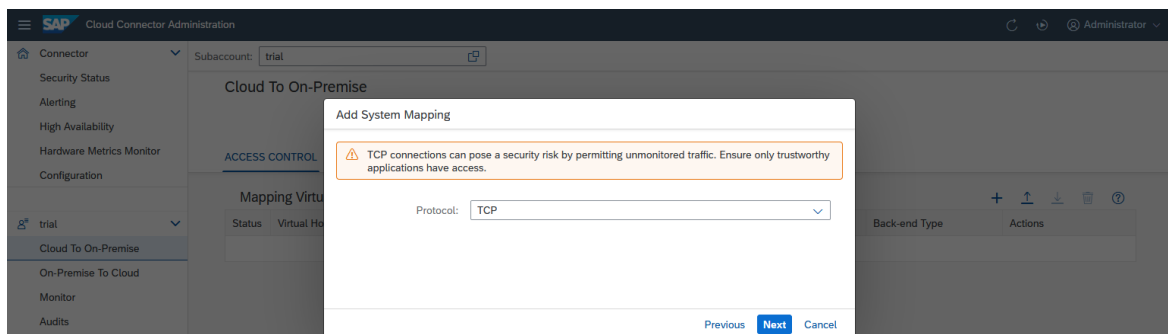 SAP Cloud Connector Administration
Administrator
Connector
Security Status
Alerting
High Availability
Hardware Metrics Monitor
Configuration
trial
Cloud To On-Premise
On-Premise To Cloud
Monitor
Audits
Subaccount: trial
Cloud To On-Premise
ACCESS CONTROL
Mapping Virtu
Status Virtual Ho
Back-end Type Actions
Add System Mapping
TCP connections can pose a security risk by permitting unmonitored traffic. Ensure only trustworthy
applications have access.
Protocol: TCP
Previous Next Cancel